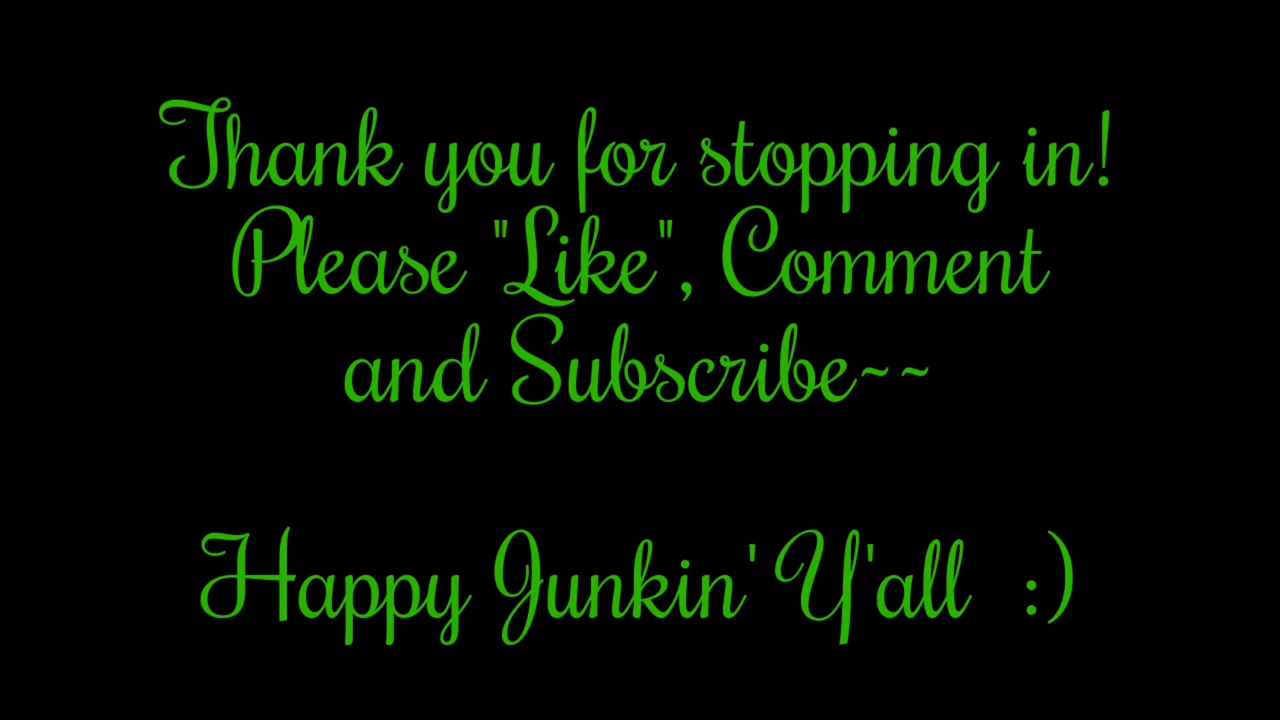 Thank you for stopping in!
Please "Like", Comment
and Subscribe~~
Happy Junkin' Y'all :)